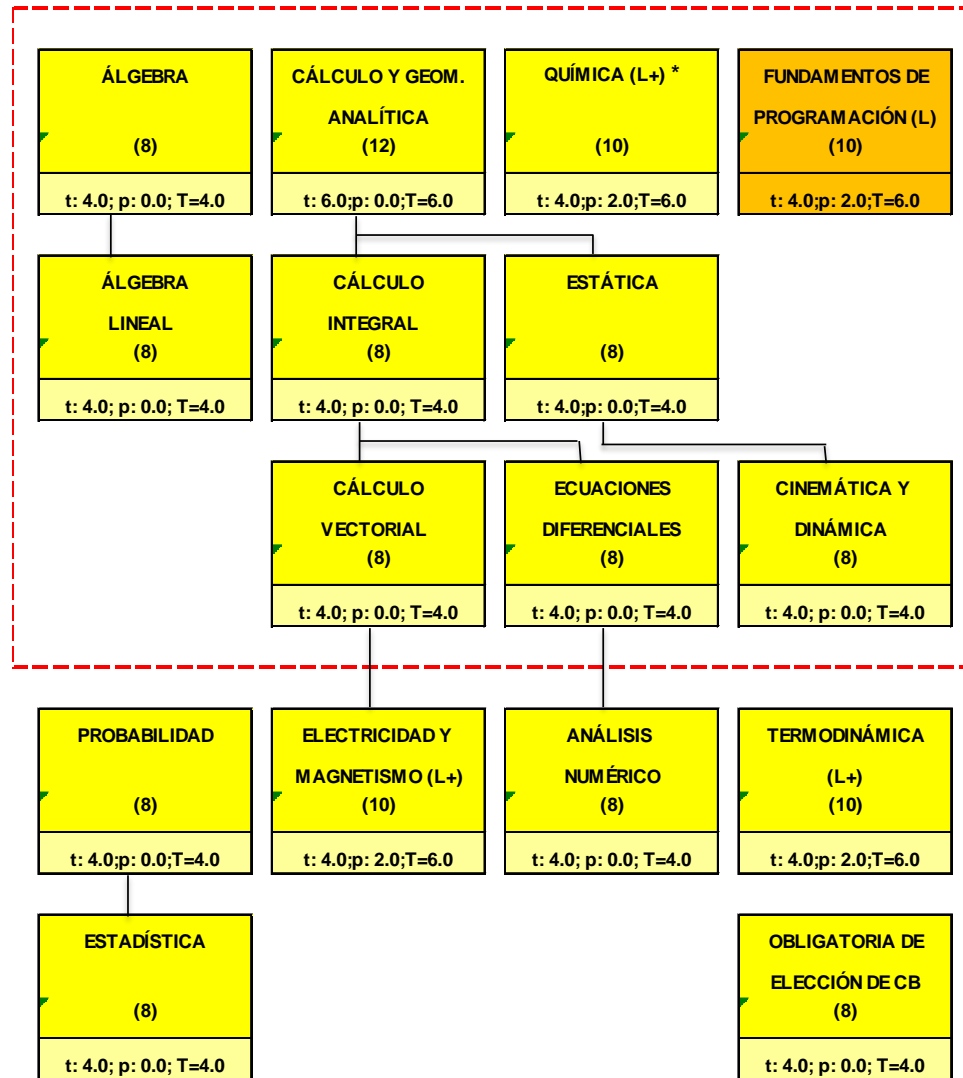 ÁLGEBRA
(8)
t: 4.0; p: 0.0; T=4.0
CÁLCULO Y GEOM.
ANALÍTICA
(12)
t: 6.0;p: 0.0;T=6.0
QUÍMICA (L+) *
(10)
t: 4.0;p: 2.0;T=6.0
FUNDAMENTOS DE
PROGRAMACIÓN (L)
(10)
t: 4.0;p: 2.0;T=6.0
ÁLGEBRA
LINEAL
(8)
t: 4.0; p: 0.0; T=4.0
CÁLCULO
INTEGRAL
(8)
t: 4.0; p: 0.0; T=4.0
ESTÁTICA
(8)
t: 4.0;p: 0.0;T=4.0
CÁLCULO
VECTORIAL
(8)
t: 4.0; p: 0.0; T=4.0
ECUACIONES
DIFERENCIALES
(8)
t: 4.0; p: 0.0; T=4.0
CINEMÁTICA Y
DINÁMICA
(8)
t: 4.0; p: 0.0; T=4.0
PROBABILIDAD
(8)
t: 4.0;p: 0.0;T=4.0
ELECTRICIDAD Y
MAGNETISMO (L+)
(10)
t: 4.0;p: 2.0;T=6.0
ANÁLISIS
NUMÉRICO
(8)
t: 4.0; p: 0.0; T=4.0
TERMODINÁMICA
(L+)
(10)
t: 4.0;p: 2.0;T=6.0
ESTADÍSTICA
(8)
t: 4.0; p: 0.0; T=4.0
OBLIGATORIA DE
ELECCIÓN DE CB
(8)
t: 4.0; p: 0.0; T=4.0